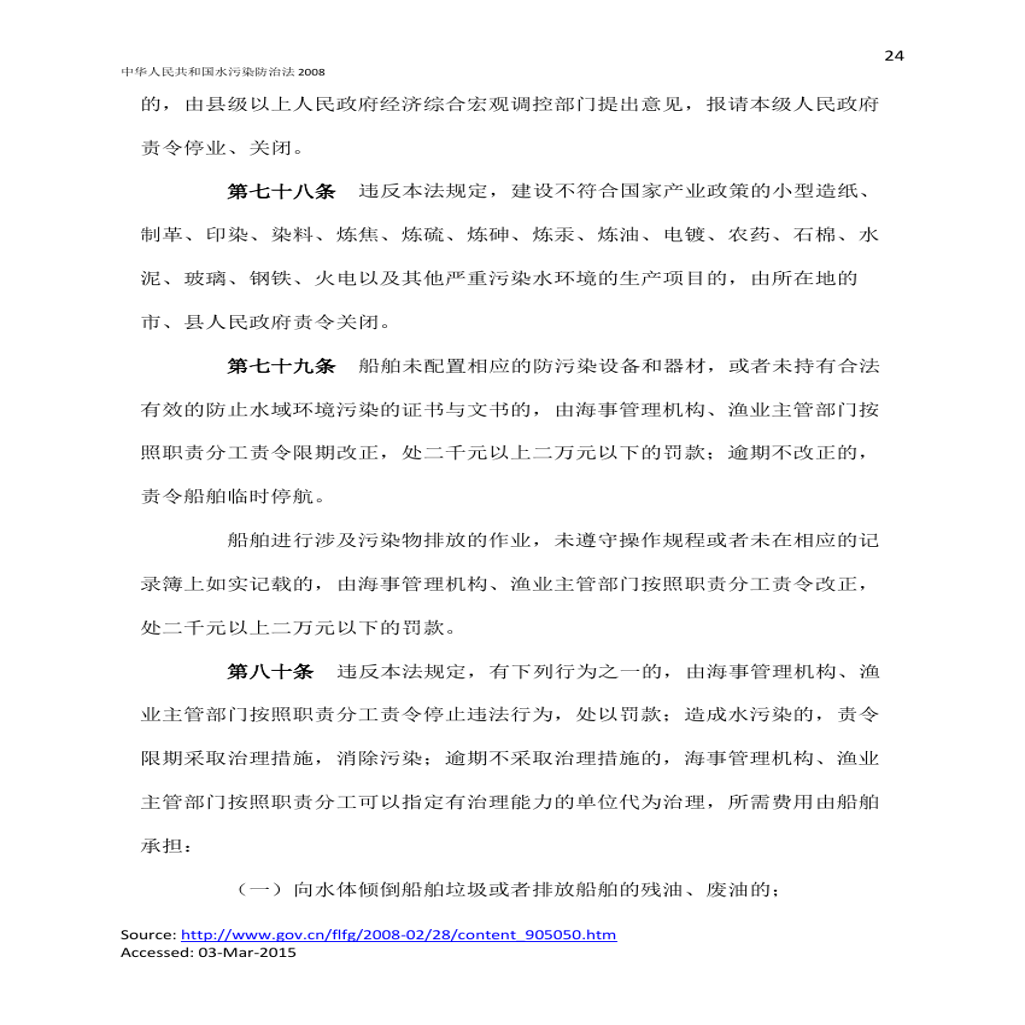 24
中华人民共和国水污染防治法 2008
的，由县级以上人民政府经济综合宏观调控部门提出意见，报请本级人民政府
责令停业、关闭。
第七十八条　违反本法规定，建设不符合国家产业政策的小型造纸、
制革、印染、染料、炼焦、炼硫、炼砷、炼汞、炼油、电镀、农药、石棉、水
泥、玻璃、钢铁、火电以及其他严重污染水环境的生产项目的，由所在地的
市、县人民政府责令关闭。
第七十九条　船舶未配置相应的防污染设备和器材，或者未持有合法
有效的防止水域环境污染的证书与文书的，由海事管理机构、渔业主管部门按
照职责分工责令限期改正，处二千元以上二万元以下的罚款；逾期不改正的，
责令船舶临时停航。
船舶进行涉及污染物排放的作业，未遵守操作规程或者未在相应的记
录簿上如实记载的，由海事管理机构、渔业主管部门按照职责分工责令改正，
处二千元以上二万元以下的罚款。
第八十条　违反本法规定，有下列行为之一的，由海事管理机构、渔
业主管部门按照职责分工责令停止违法行为，处以罚款；造成水污染的，责令
限期采取治理措施，消除污染；逾期不采取治理措施的，海事管理机构、渔业
主管部门按照职责分工可以指定有治理能力的单位代为治理，所需费用由船舶
承担：
（一）向水体倾倒船舶垃圾或者排放船舶的残油、废油的；
Source: http://www.gov.cn/flfg/2008-02/28/content_905050.htm
Accessed: 03-Mar-2015